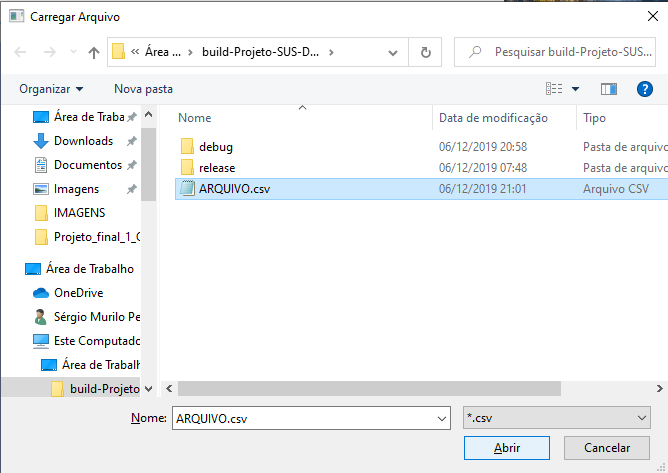 Carregar Arquivo
« Área ... › build-Projeto-SUS-D... ›
Pesquisar build-Projeto-SUS...
Organizar
Nova pasta
Nome
Data de modificação
Tipo
debug
06/12/2019 20:58
Pasta de arquivo
release
06/12/2019 07:48
Pasta de arquivo
ARQUIVO.csv
06/12/2019 21:01
Arquivo CSV
Área de Traba
Downloads
Documentos
Imagens
IMAGENS
Projeto_final_1_
Área de Trabalho
OneDrive
Sérgio Murilo Pe
Este Computado
Área de Trabalh
build-Projeto
Nome:
ARQUIVO.csv
*.csv
Abrir
Cancelar